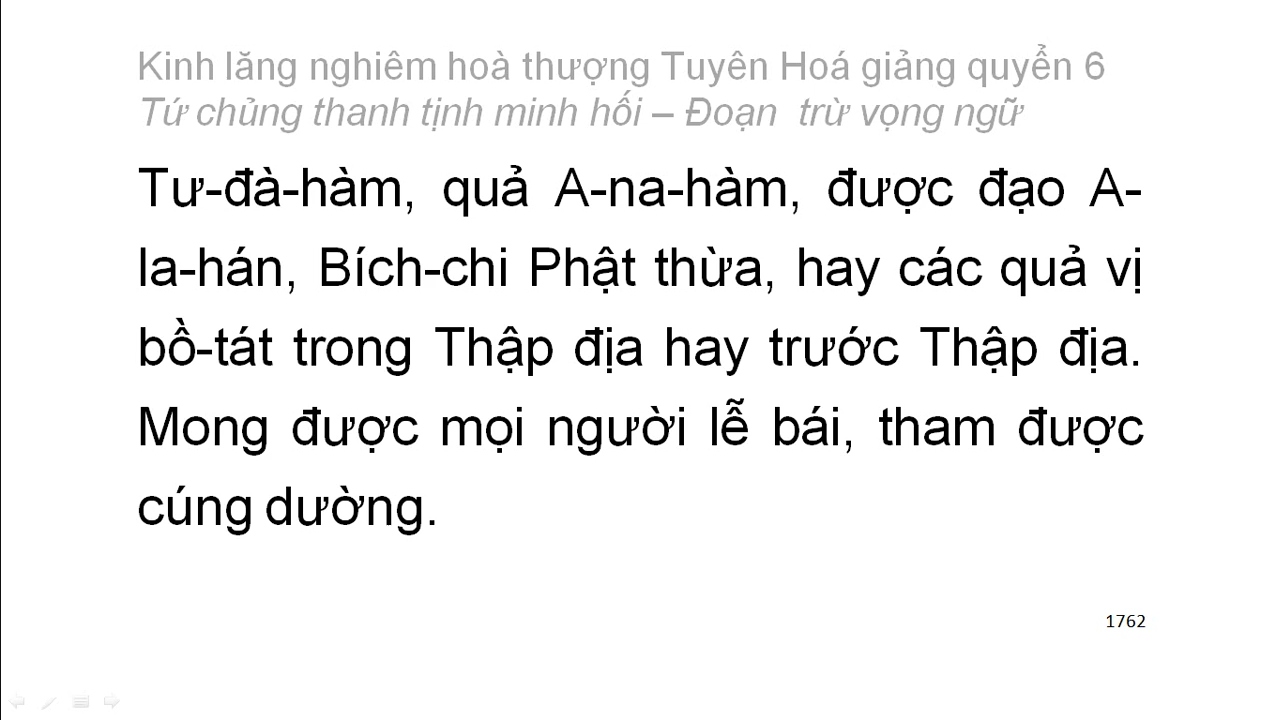 Kinh lăng nghiêm hoà thượng Tuyên Hoá giảng quyển 6
Tứ chủng thanh tịnh minh hối – Đoạn  trừ vọng ngữ
Tư-đà-hàm, quả A-na-hàm, được đạo A-
la-hán, Bích-chi Phật thừa, hay các quả vị
bồ-tát trong Thập địa hay trước Thập địa.
Mong được mọi người lễ bái, tham được
cúng dường.
1762